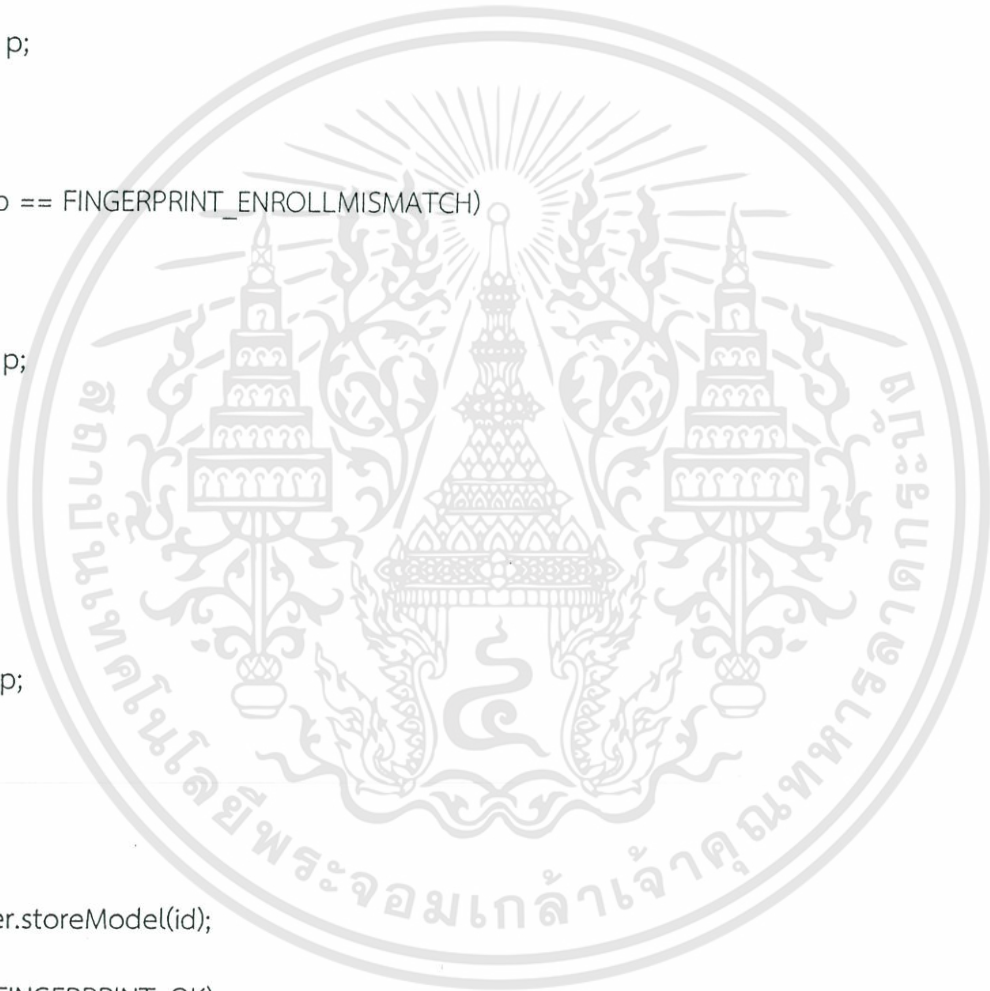 p;
== FINGERPRINT_ENROLLMISMATCH)
p;
p;
er.storeModel(id);
สถาบันเทคโนโลยีพระจอมเกล้าเจ้าคุณทหารลาดกระบัง